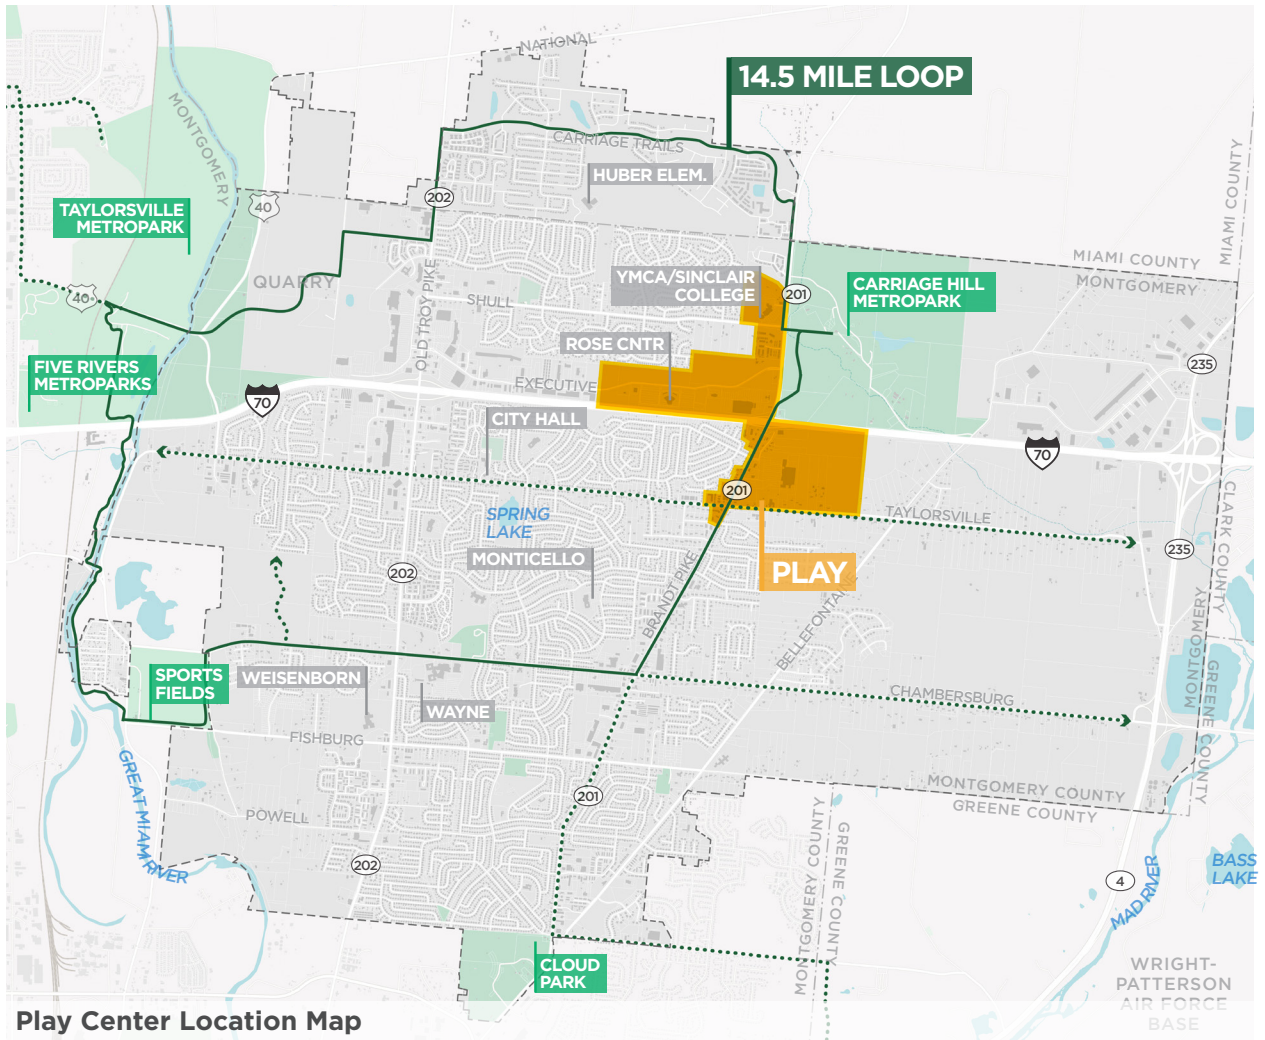 NATIONAL
14.5 MILE LOOP
MONTGOMERY
CARRIAGE TRAILS
HUBER ELEM.
MIAMI COUNTY
202
40
TAYLORSVILLE
METROPARK
MIAMI COUNTY
MONTGOMERY
QUARRY
YMCA/SINCLAIR
COLLEGE
201
CARRIAGE HILL
METROPARK
40
SHULL
OLD TROY PIKE
ROSE CNTR
235
FIVE RIVERS
METROPARKS
EXECUTIVE
70
CITY HALL
70
201
SPRING
LAKE
TAYLORSVILLE
CLARK COUNTY
235
MONTICELLO
202
PLAY
BRANDT PIKE
BELLEFONTAINE
MONTGOMERY
GREENE COUNTY
SPORTS
FIELDS
WEISENBORN
WAYNE
CHAMBERSBURG
FISHBURG
GREAT MIAMI RIVER
201
MONTGOMERY COUNTY
GREENE COUNTY
POWELL
202
MONTGOMERY COUNTY
GREENE COUNTY
4
MAD RIVER
BASS
LAKE
CLOUD
PARK
WRIGHT-
PATTERSON
AIR FORCE
BASE
Play Center Location Map